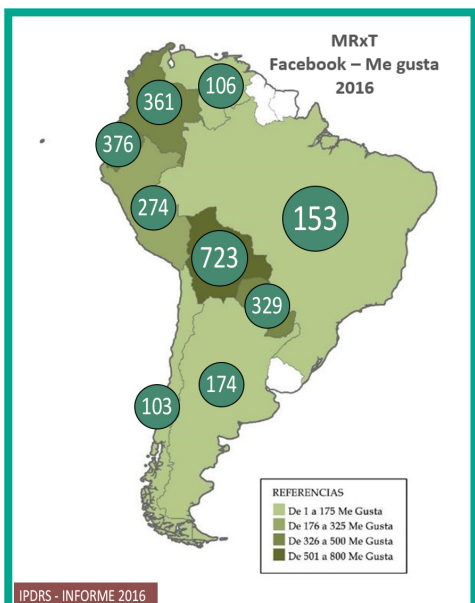 MRxT
Facebook – Me gusta
2016
106
361
376
274
153
723
329
174
103
REFERENCIAS
De 1 a 175 Me Gusta
De 176 a 325 Me Gusta
De 326 a 500 Me Gusta
De 501 a 800 Me Gusta
IPDRS - INFORME 2016